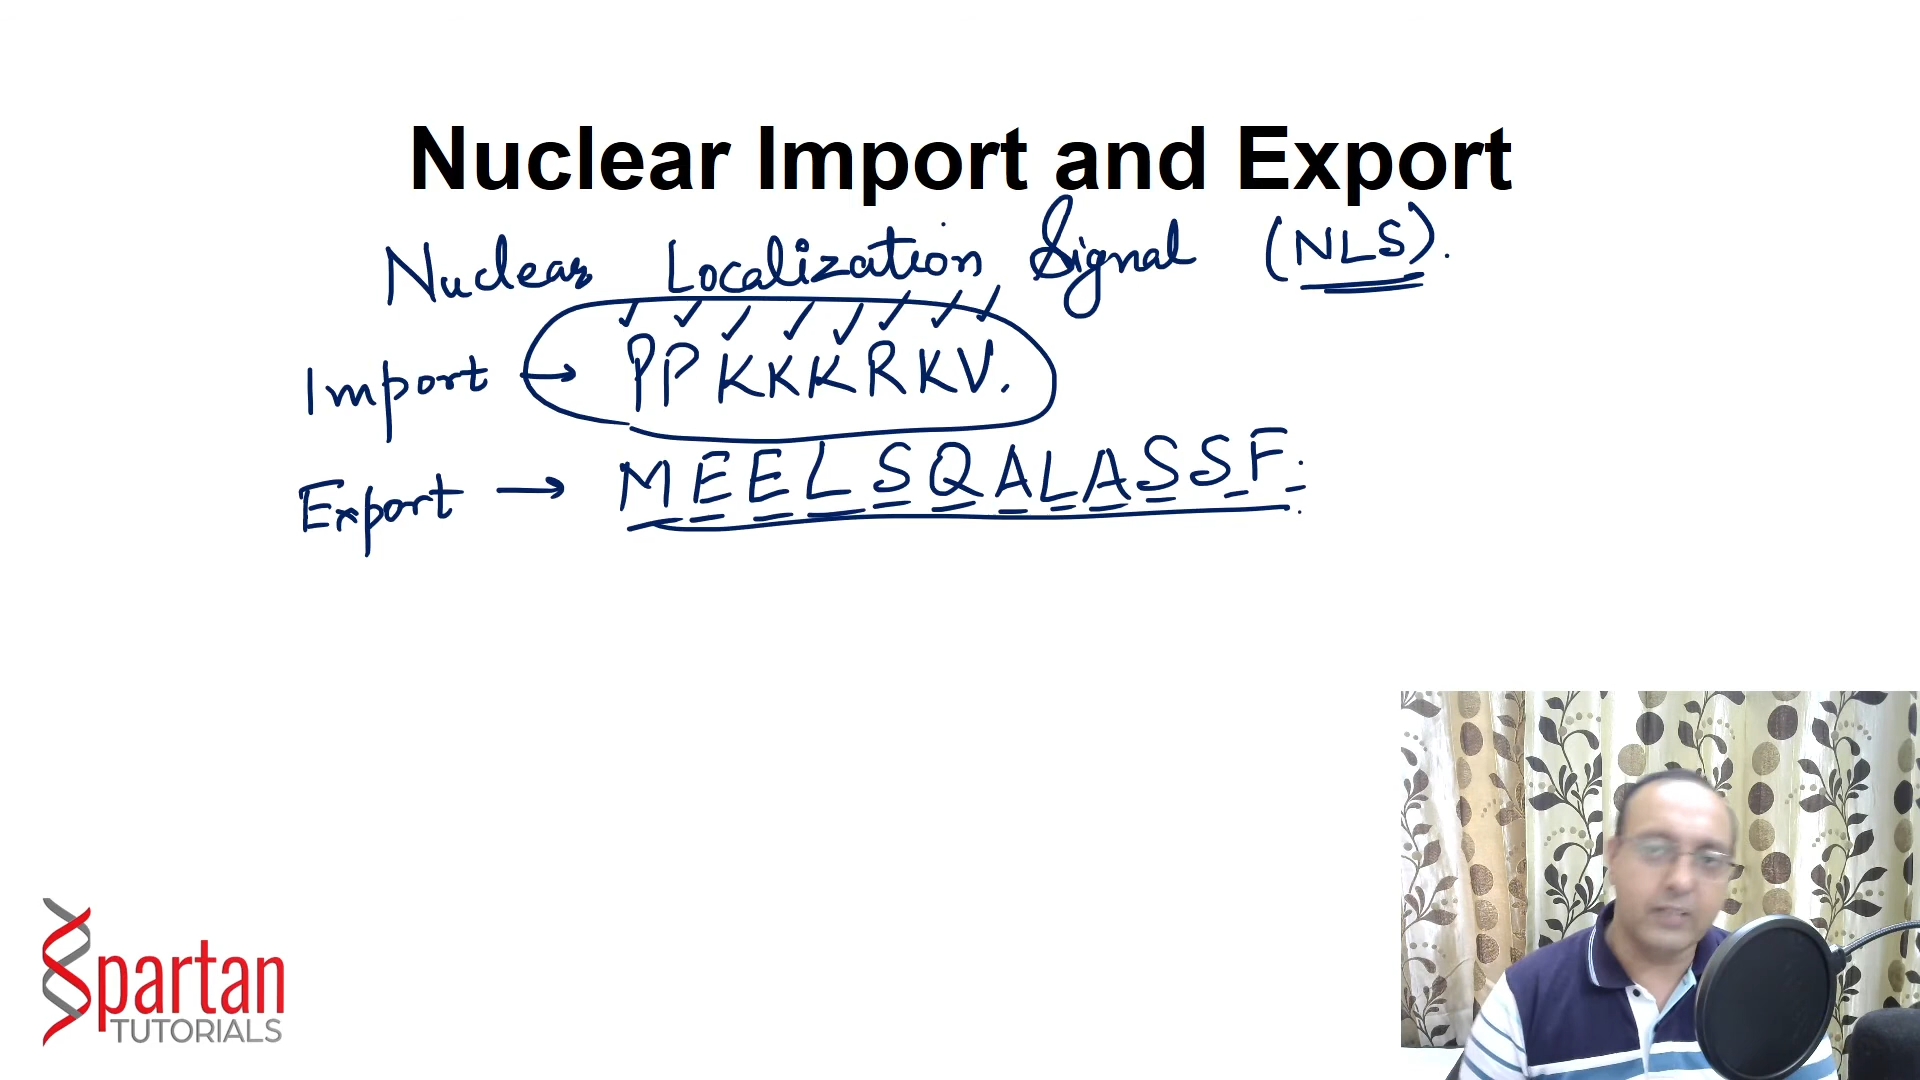 Nuclear Import and Export
Nuclear Localization Signal (NLS).
Import → PPKKKRKV.
Export → MEELSQALASSF.
Spartan
TUTORIALS